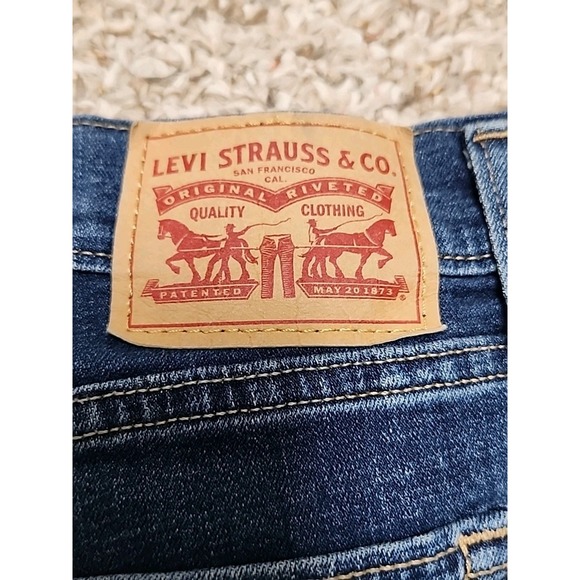 LEVI STRAUSS & CO.
SAN FRANCISCO
CAL.
ORIGINAL RIVETED
QUALITY CLOTHING
PATENTED MAY 20 1873 ®